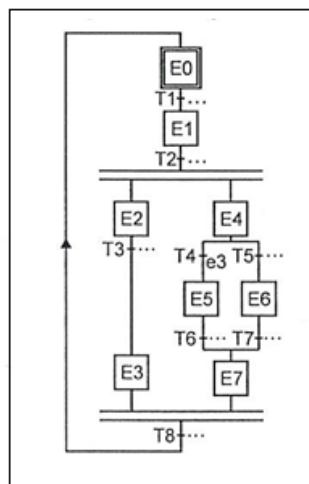 E0
T1 ...
E1
T2 ...
E2 E4
T3 ... T4 e3 T5 ...
E5 E6
T6 ... T7 ...
E3 E7
T8 ...